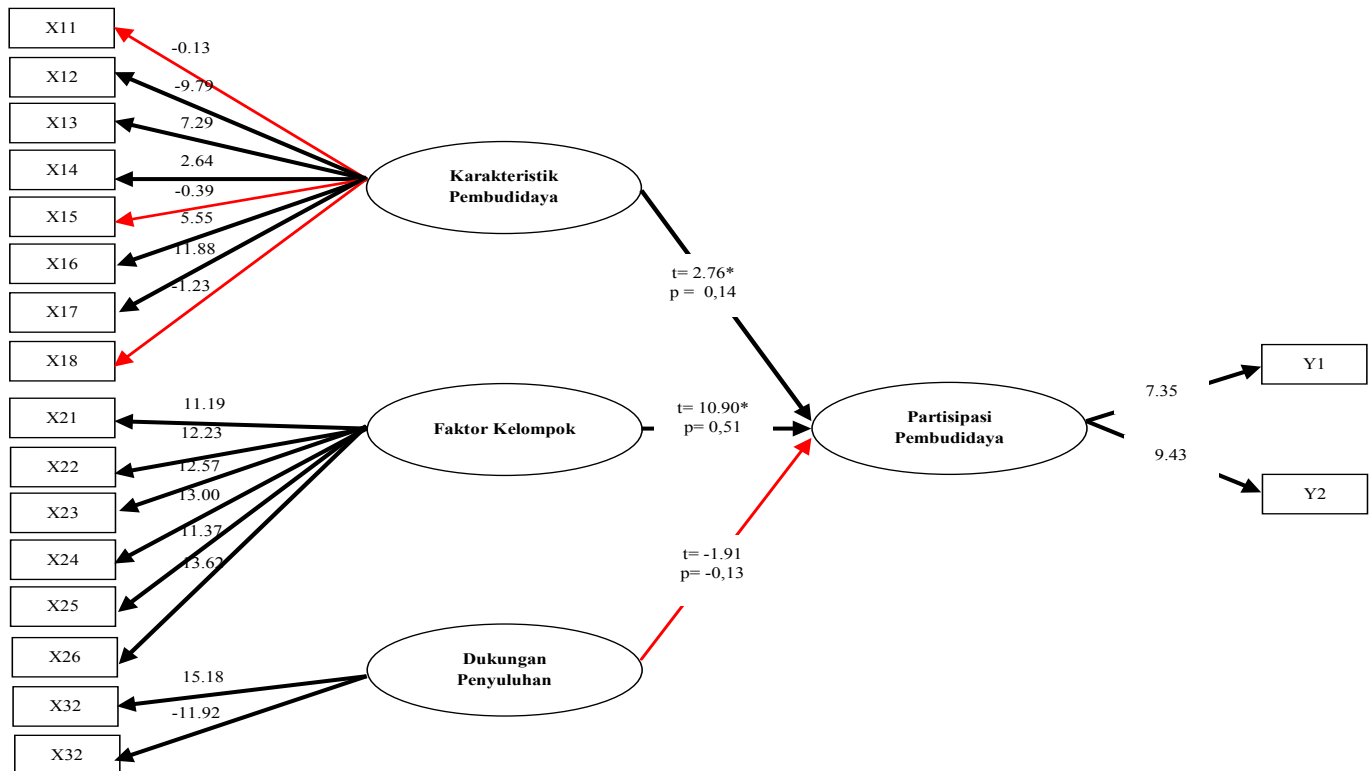 X11
X12
X13
X14
X15
X16
X17
X18
X21
X22
X23
X24
X25
X26
X32
X32
-0.13
-9.79
7.29
2.64
-0.39
5.55
11.88
-1.23
11.19
12.23
12.57
13.00
11.37
13.62
15.18
-11.92
Karakteristik
Pembudidaya
Faktor Kelompok
Dukungan
Penyuluhan
t= 2.76*
p = 0,14
t= 10.90*
p= 0,51
t= -1.91
p= -0,13
Partisipasi
Pembudidaya
7.35
9.43
Y1
Y2